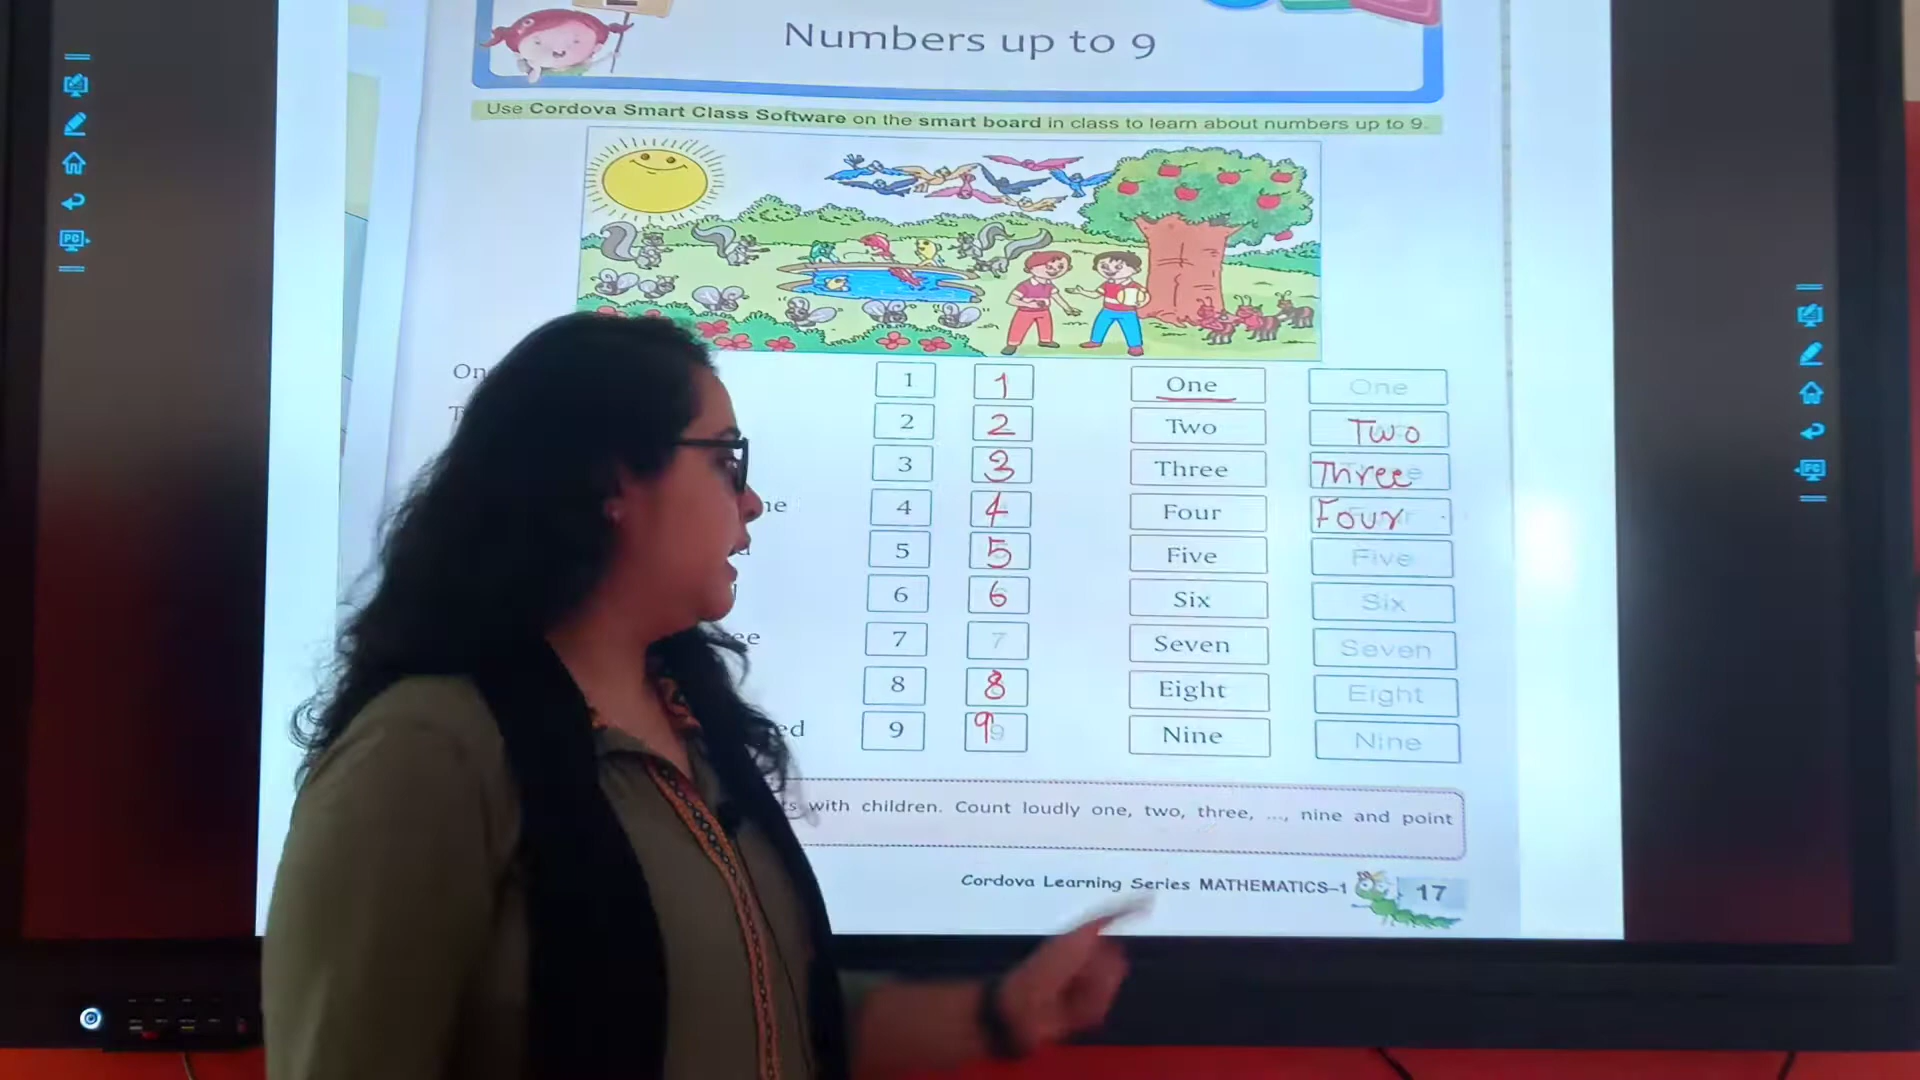 Numbers up to 9
Use Cordova Smart Class Software on the smart board in class to learn about numbers up to 9.
1 1 One One
2 2 Two Two
3 3 Three Three
4 4 Four Four
5 5 Five Five
6 6 Six Six
7 7 Seven Seven
8 8 Eight Eight
9 9 Nine Nine
with children. Count loudly one, two, three, ..., nine and point
Cordova Learning Series MATHEMATICS–1 17
PC
PC